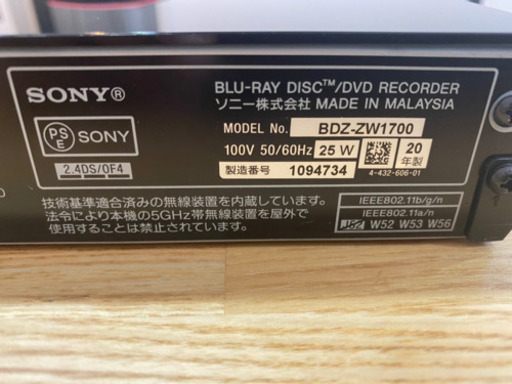 SONY®
BLU-RAY DISC™/DVD RECORDER
ソニー株式会社 MADE IN MALAYSIA
PS E SONY
MODEL No. BDZ-ZW1700
100V 50/60Hz 25 W 20年製
2.4DS/OF4
製造番号 1094734 4-432-606-01
技術基準適合済みの無線装置を内蔵しています。
法令により本機の5GHz帯無線装置を屋外で
使用することは禁止されています。
IEEE802.11b/g/n
IEEE802.11a/n
W52 W53 W56